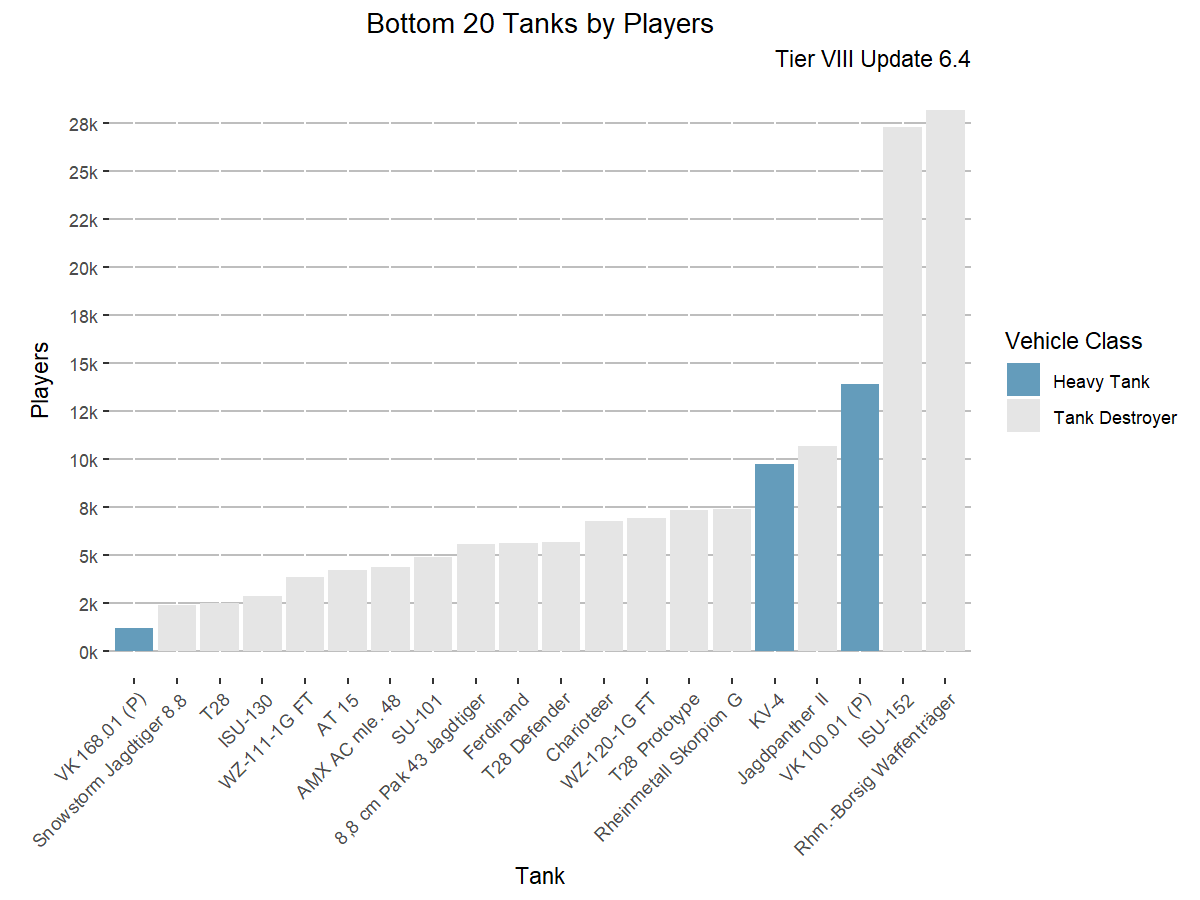 Bottom 20 Tanks by Players
Tier VIII Update 6.4
Players
28k
25k
22k
20k
18k
15k
12k
10k
8k
5k
2k
0k
VK 168.01 (P)
Snowstorm Jagdtiger 8.8
T28
ISU-130
WZ-111-1G FT
AT 15
AMX AC mle. 48
SU-101
8,8 cm Pak 43 Jagdtiger
Ferdinand
T28 Defender
Charioteer
WZ-120-1G FT
T28 Prototype
Rheinmetall Skorpion G
KV-4
Jagdpanther II
VK 100.01 (P)
ISU-152
Rhm.-Borsig Waffenträger
Tank
Vehicle Class
Heavy Tank
Tank Destroyer